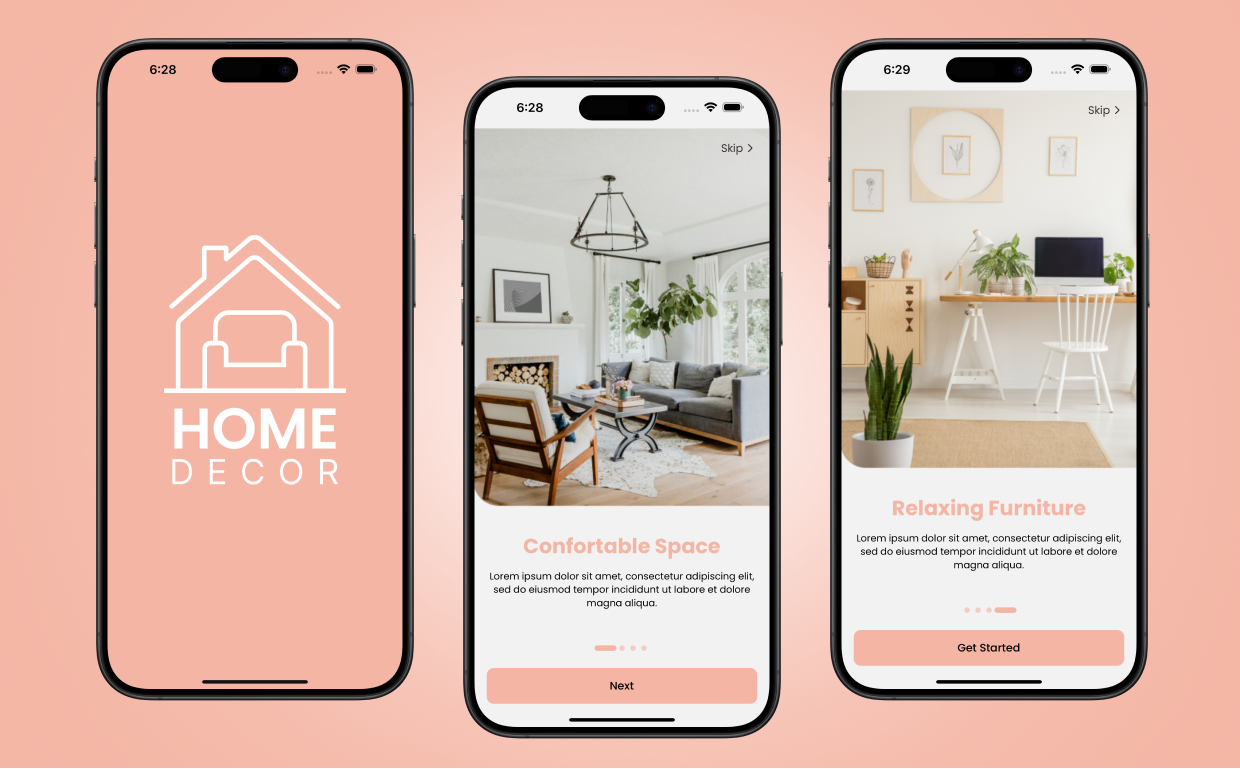 6:28
HOME
DECOR
6:28
Skip >
Confortable Space
Lorem ipsum dolor sit amet, consectetur adipiscing elit,
sed do eiusmod tempor incididunt ut labore et dolore
magna aliqua.
Next
6:29
Skip >
Relaxing Furniture
Lorem ipsum dolor sit amet, consectetur adipiscing elit,
sed do eiusmod tempor incididunt ut labore et dolore
magna aliqua.
Get Started